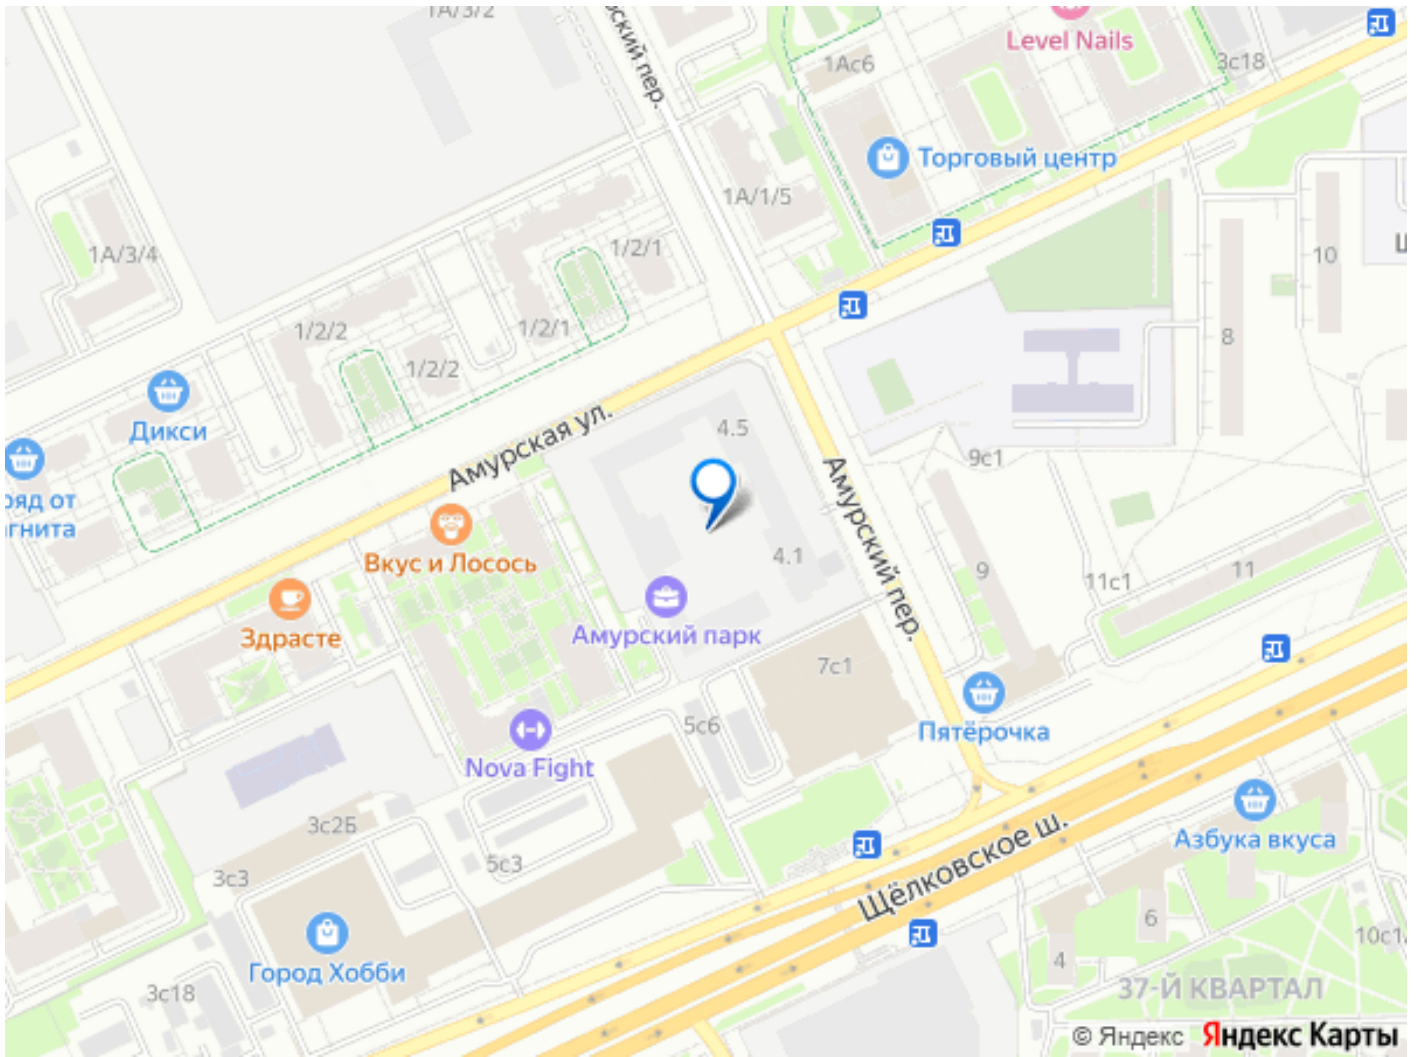 1А/3/2
Level Nails
1Ас6
3с18
Торговый центр
1А/1/5
1А/3/4
1/2/1
10
1/2/2
1/2/1
8
1/2/2
Дикси
4.5
Амурская ул.
9с1
Амурский пер.
Вкус и Лосось
4.1
9
11с1
11
Здрасте
Амурский парк
7с1
5с6
Пятёрочка
Nova Fight
3с2Б
Щёлковское ш.
Азбука вкуса
5с3
3с3
6
Город Хобби
4
3с18
37-Й КВАРТАЛ
© Яндекс Яндекс Карты